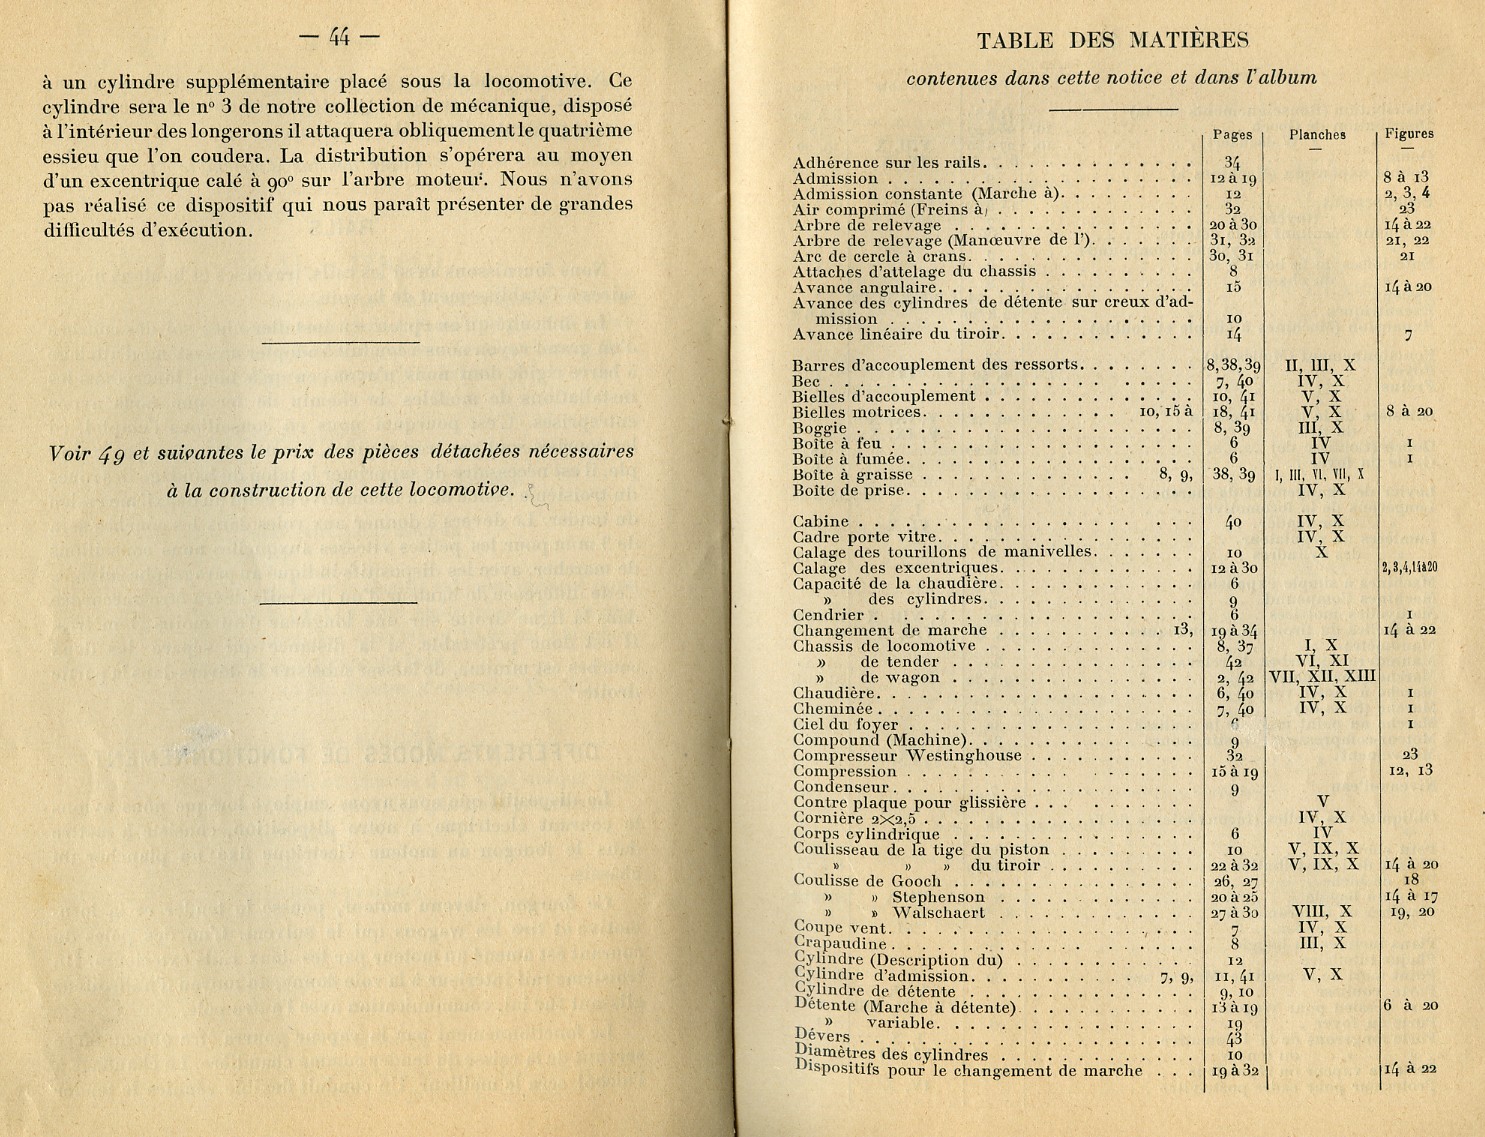 — 44 —
à un cylindre supplémentaire placé sous la locomotive. Ce
cylindre sera le nº 3 de notre collection de mécanique, disposé
à l'intérieur des longerons il attaquera obliquement le quatrième
essieu que l'on coudera. La distribution s'opérera au moyen
d'un excentrique calé à 90º sur l'arbre moteur. Nous n'avons
pas réalisé ce dispositif qui nous paraît présenter de grandes
difficultés d'exécution.
Voir 49 et suivantes le prix des pièces détachées nécessaires
à la construction de cette locomotive.
TABLE DES MATIÈRES
contenues dans cette notice et dans l'album
Pages Planches Figures
Adhérence sur les rails. 34
Admission 12 à 19 8 à 13
Admission constante (Marche à). 12 2, 3, 4
Air comprimé (Freins à) 32 23
Arbre de relevage 20 à 30 14 à 22
Arbre de relevage (Manœuvre de l'). 31, 32 21, 22
Arc de cercle à crans. 30, 31 21
Attaches d'attelage du chassis 8
Avance angulaire. 15 14 à 20
Avance des cylindres de détente sur creux d'ad-
mission 10
Avance linéaire du tiroir. 14 7
Barres d'accouplement des ressorts. 8,38,39 II, III, X
Bec 7, 40 IV, X
Bielles d'accouplement 10, 41 V, X
Bielles motrices. 10, 15 à 18, 41 V, X 8 à 20
Boggie 8, 39 III, X
Boîte à feu 6 IV 1
Boîte à fumée. 6 IV 1
Boîte à graisse 8, 9, 38, 39 I, III, VI, VII, X
Boîte de prise. IV, X
Cabine 40 IV, X
Cadre porte vitre. IV, X
Calage des tourillons de manivelles. 10 X
Calage des excentriques. 12 à 30 2,3,4,14à20
Capacité de la chaudière. 6
» des cylindres. 9
Cendrier 6 1
Changement de marche 13, 19 à 34 14 à 22
Chassis de locomotive 8, 37 I, X
» de tender 42 VI, XI
» de wagon 2, 42 VII, XII, XIII
Chaudière. 6, 40 IV, X 1
Cheminée 7, 40 IV, X 1
Ciel du foyer 1
Compound (Machine). 9
Compresseur Westinghouse 32 23
Compression 15 à 19 12, 13
Condenseur. 9
Contre plaque pour glissière V
Cornière 2×2,5 IV, X
Corps cylindrique 6 IV
Coulisseau de la tige du piston 10 V, IX, X
» » » du tiroir 22 à 32 V, IX, X 14 à 20
Coulisse de Gooch 26, 27 18
» » Stephenson 20 à 25 14 à 17
» » Walschaert 27 à 30 VIII, X 19, 20
Coupe vent. 7 IV, X
Crapaudine 8 III, X
Cylindre (Description du) 12
Cylindre d'admission. 7, 9, 11, 41 V, X
Cylindre de détente 9, 10
Détente (Marche à détente) 13 à 19 6 à 20
» variable. 19
Dévers 43
Diamètres des cylindres 10
Dispositifs pour le changement de marche 19 à 32 14 à 22